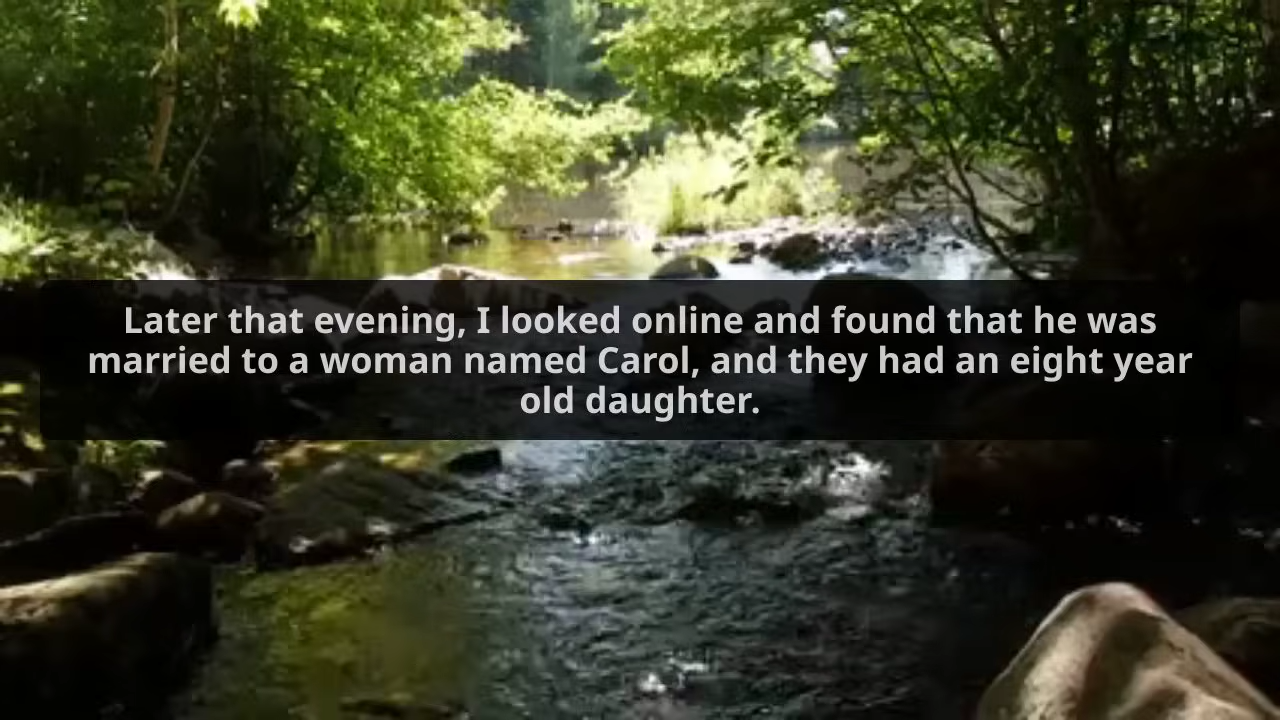 Later that evening, I looked online and found that he was
married to a woman named Carol, and they had an eight year
old daughter.